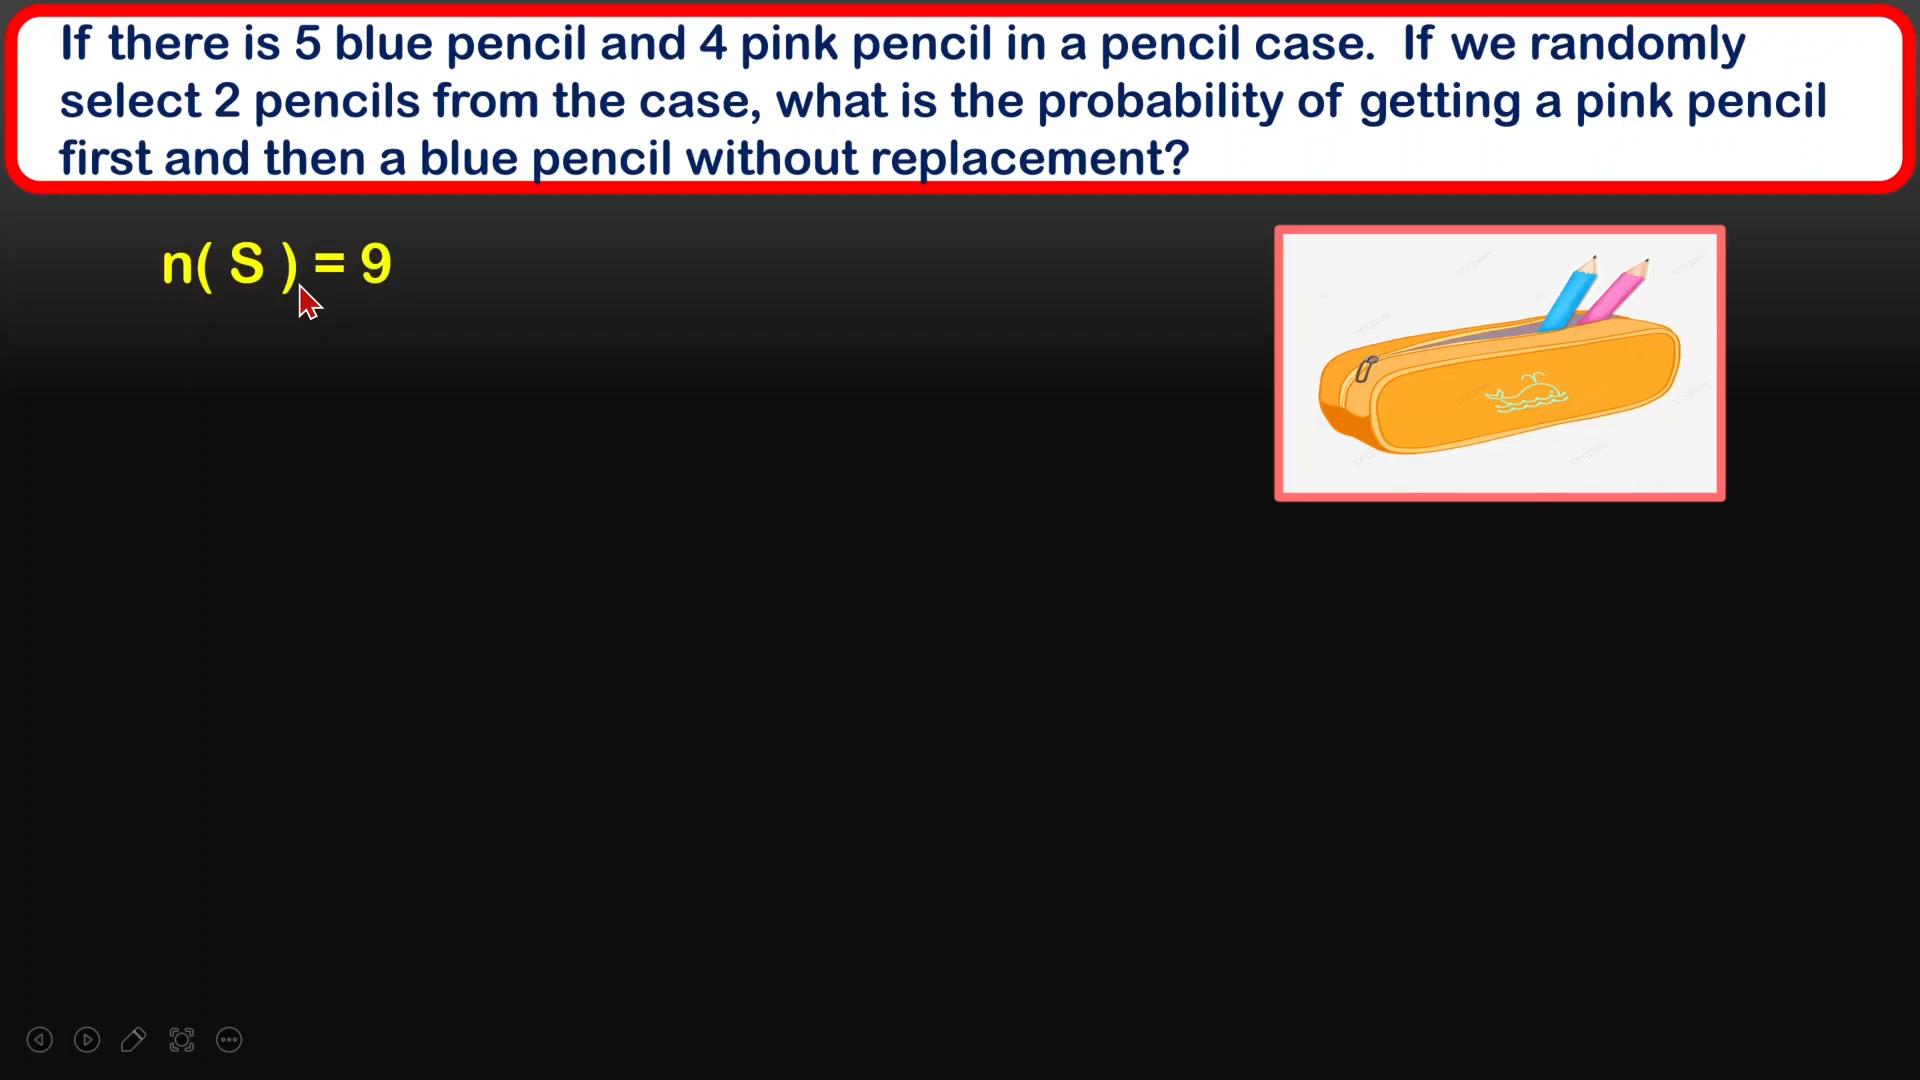 If there is 5 blue pencil and 4 pink pencil in a pencil case. If we randomly
select 2 pencils from the case, what is the probability of getting a pink pencil
first and then a blue pencil without replacement?
n( S ) = 9